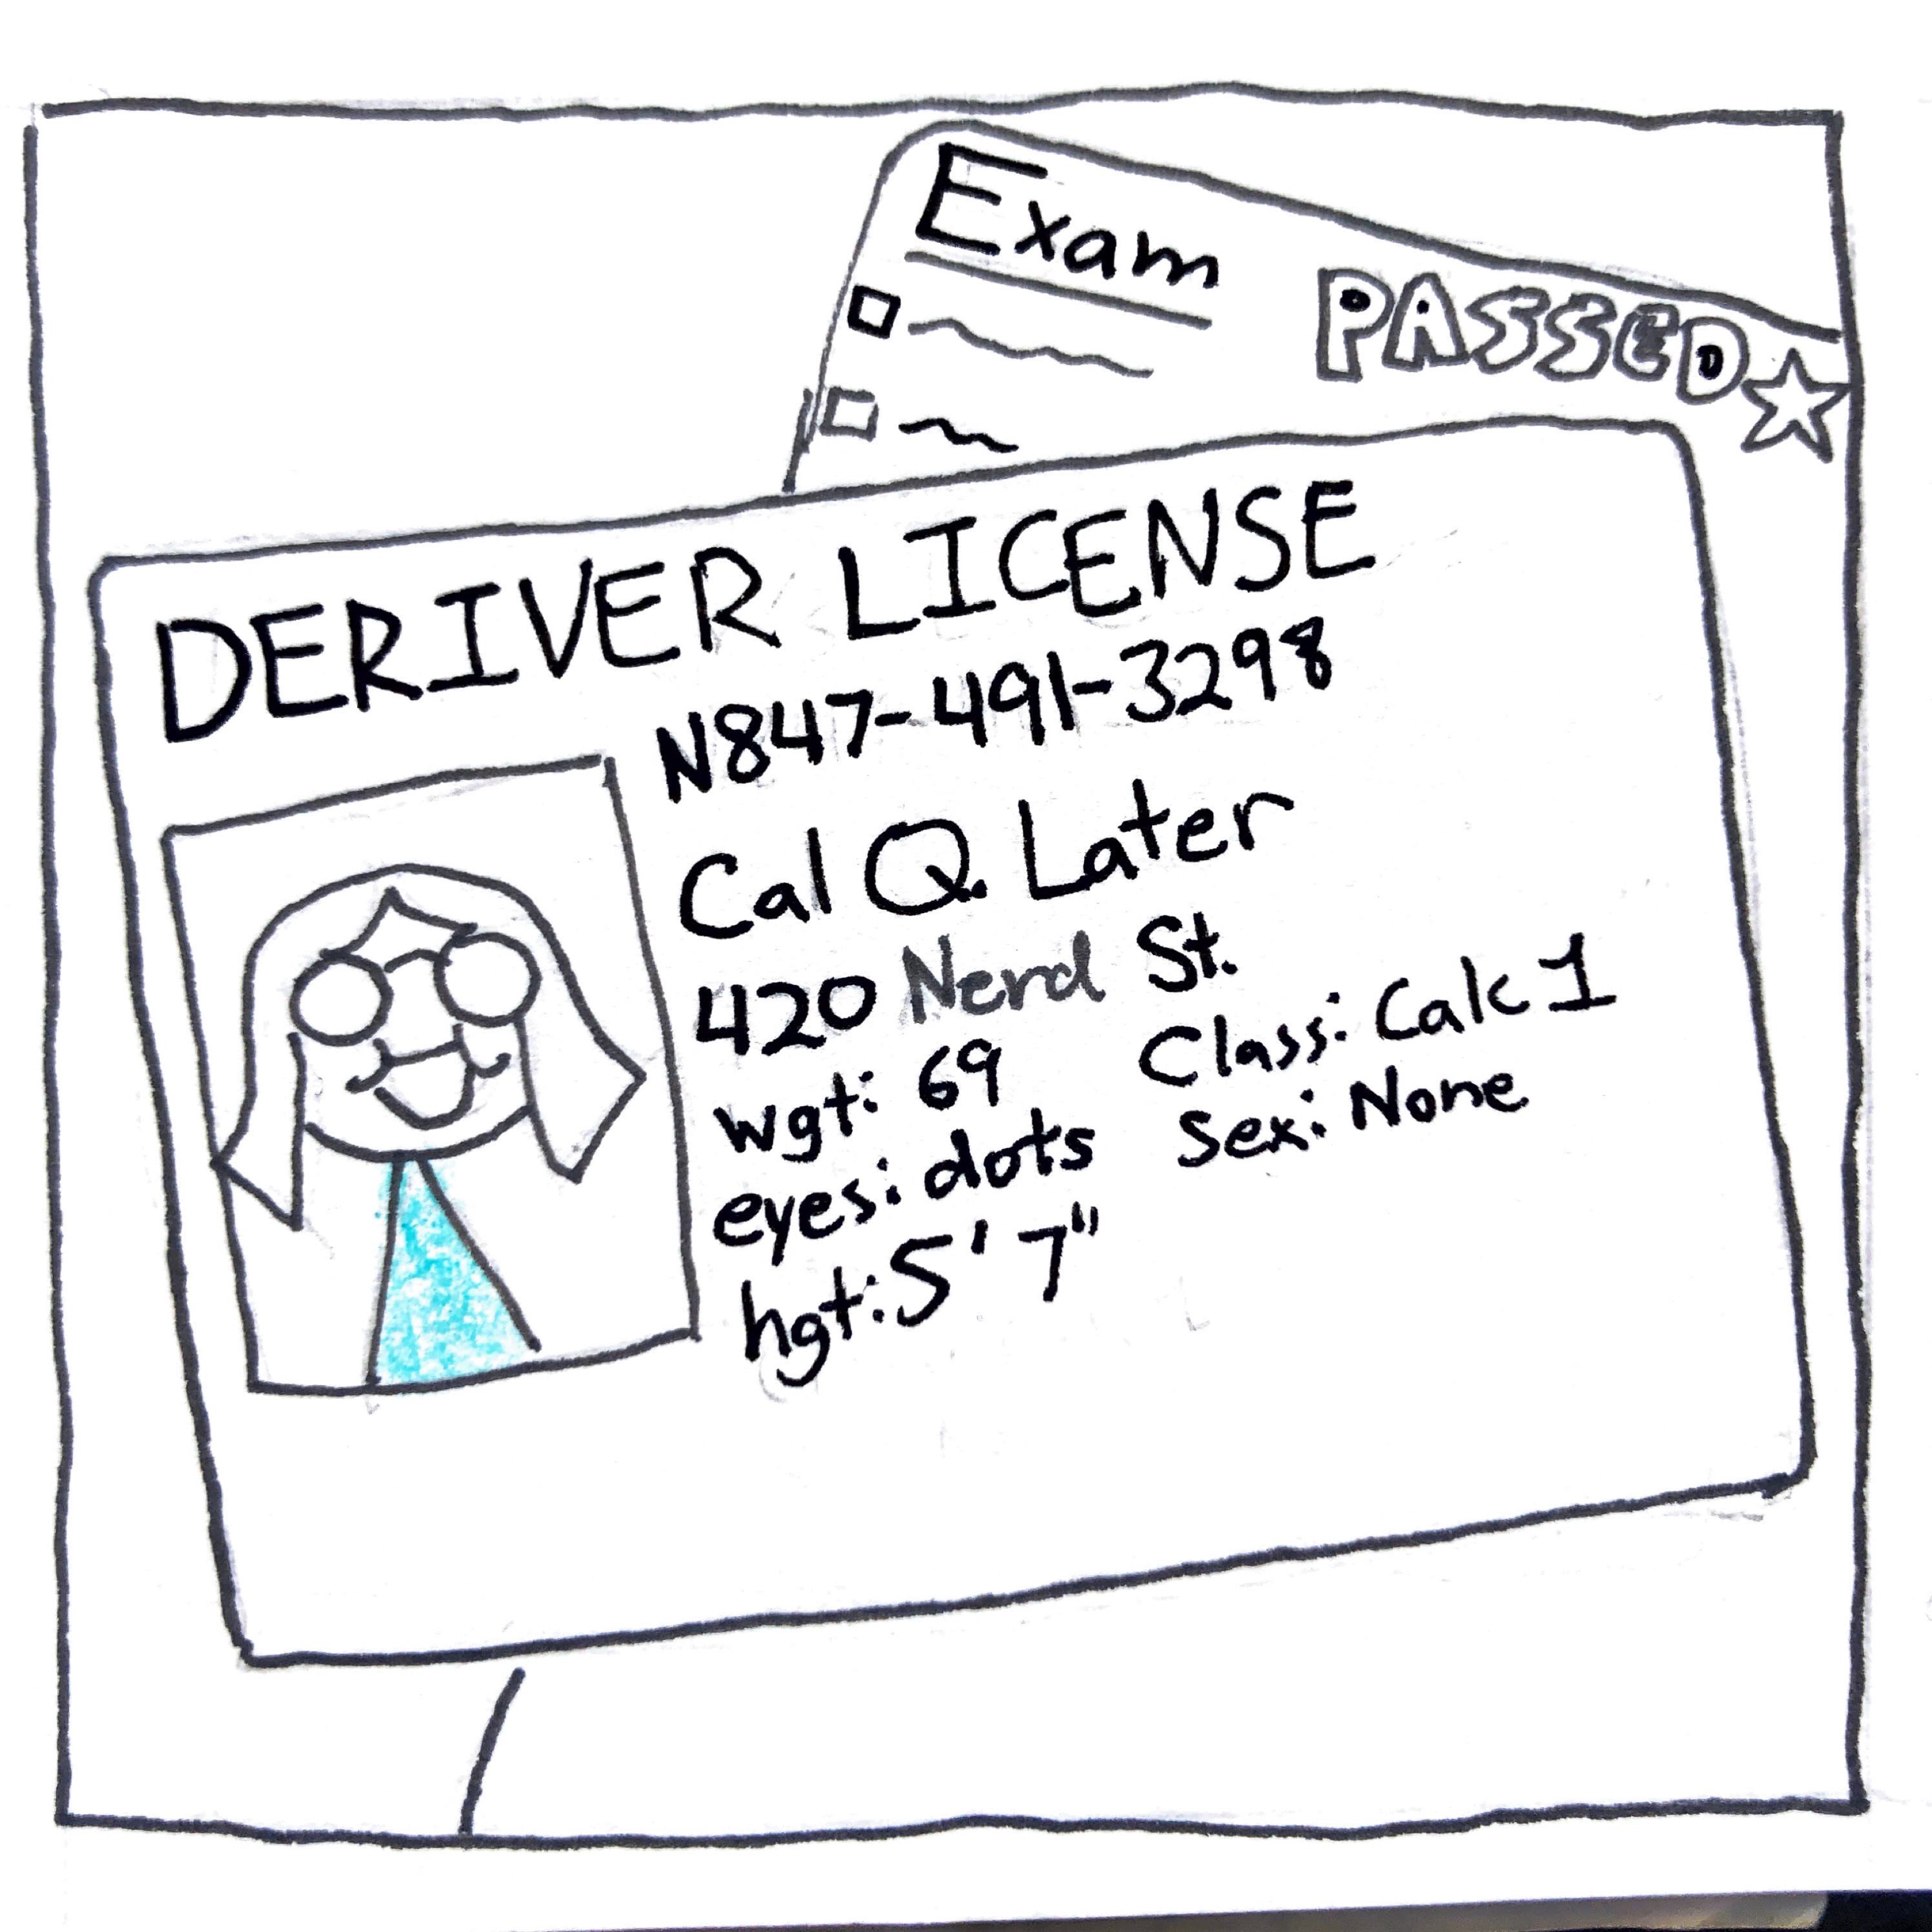 Exam
PASSED
DERIVER LICENSE
N847-491-3298
Cal Q. Later
420 Nerd St.
wgt: 69 Class: Calc 1
eyes: dots Sex: None
hgt: 5' 7"